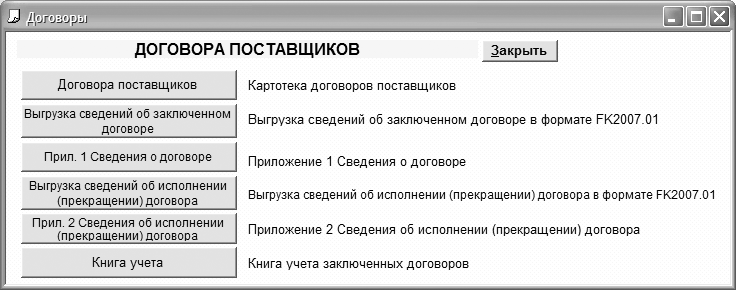 Договоры
ДОГОВОРА ПОСТАВЩИКОВ
Закрыть
Договора поставщиков
Картотека договоров поставщиков
Выгрузка сведений об заключенном
договоре
Выгрузка сведений об заключенном договоре в формате FK2007.01
Прил. 1 Сведения о договоре
Приложение 1 Сведения о договоре
Выгрузка сведений об исполнении
(прекращении) договора
Выгрузка сведений об исполнении (прекращении) договора в формате FK2007.01
Прил. 2 Сведения об исполнении
(прекращении) договора
Приложение 2 Сведения об исполнении (прекращении) договора
Книга учета
Книга учета заключенных договоров